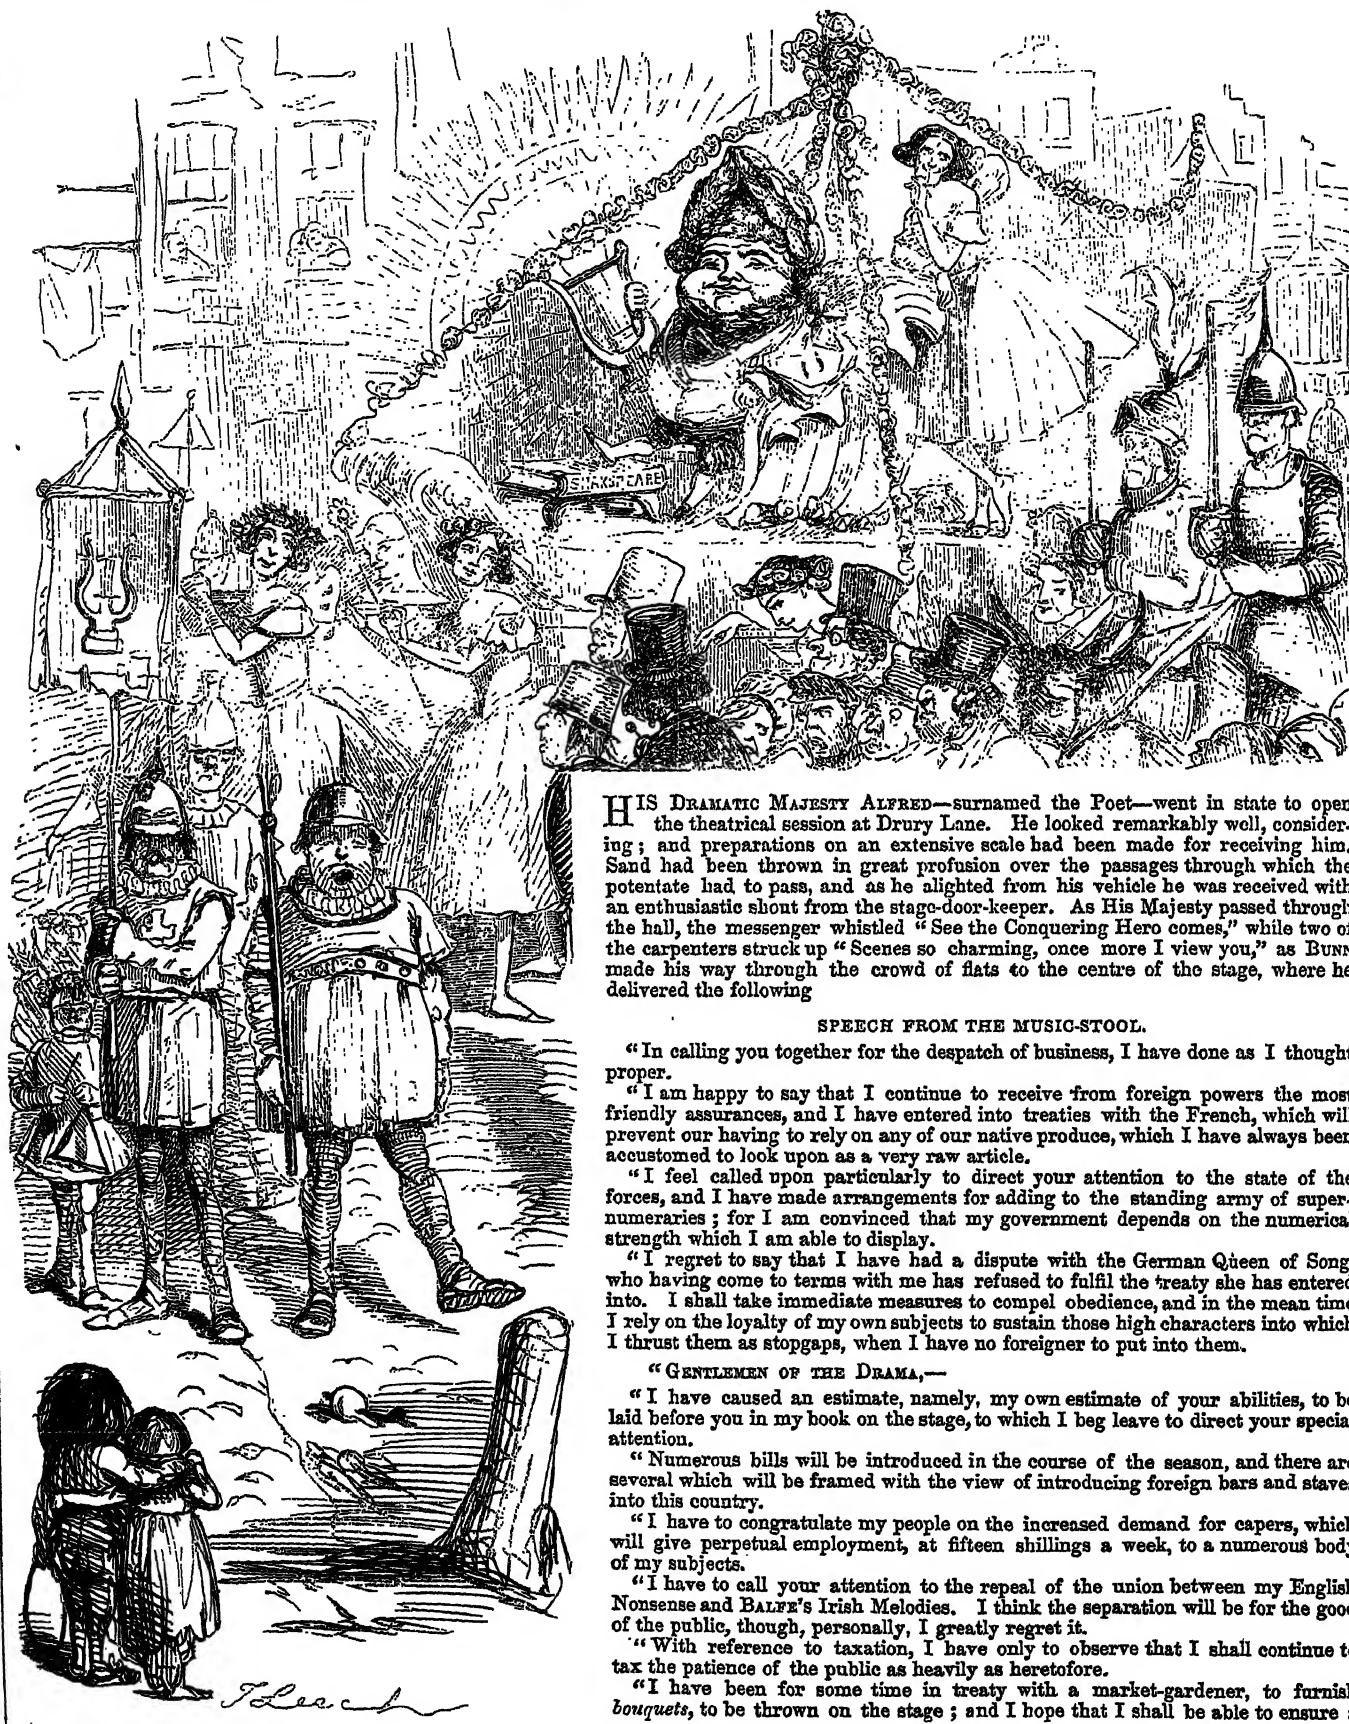 SHAKSPEARE
HIS DRAMATIC MAJESTY ALFRED—surnamed the Poet—went in state to open
the theatrical session at Drury Lane. He looked remarkably well, consider-
ing; and preparations on an extensive scale had been made for receiving him.
Sand had been thrown in great profusion over the passages through which the
potentate had to pass, and as he alighted from his vehicle he was received with
an enthusiastic shout from the stage-door-keeper. As His Majesty passed through
the hall, the messenger whistled “See the Conquering Hero comes,” while two of
the carpenters struck up “Scenes so charming, once more I view you,” as BUNN
made his way through the crowd of flats to the centre of the stage, where he
delivered the following
SPEECH FROM THE MUSIC-STOOL.
“In calling you together for the despatch of business, I have done as I thought
proper.
“I am happy to say that I continue to receive from foreign powers the most
friendly assurances, and I have entered into treaties with the French, which will
prevent our having to rely on any of our native produce, which I have always been
accustomed to look upon as a very raw article.
“I feel called upon particularly to direct your attention to the state of the
forces, and I have made arrangements for adding to the standing army of super-
numeraries; for I am convinced that my government depends on the numerica
strength which I am able to display.
“I regret to say that I have had a dispute with the German Queen of Song
who having come to terms with me has refused to fulfil the treaty she has entered
into. I shall take immediate measures to compel obedience, and in the mean time
I rely on the loyalty of my own subjects to sustain those high characters into which
I thrust them as stopgaps, when I have no foreigner to put into them.
“GENTLEMEN OF THE DRAMA,—
“I have caused an estimate, namely, my own estimate of your abilities, to be
laid before you in my book on the stage, to which I beg leave to direct your specia
attention.
“Numerous bills will be introduced in the course of the season, and there are
several which will be framed with the view of introducing foreign bars and staves
into this country.
“I have to congratulate my people on the increased demand for capers, which
will give perpetual employment, at fifteen shillings a week, to a numerous body
of my subjects.
“I have to call your attention to the repeal of the union between my English
Nonsense and BALFE’S Irish Melodies. I think the separation will be for the good
of the public, though, personally, I greatly regret it.
“With reference to taxation, I have only to observe that I shall continue to
tax the patience of the public as heavily as heretofore.
“I have been for some time in treaty with a market-gardener, to furnish
bouquets, to be thrown on the stage; and I hope that I shall be able to ensure a
J Leech